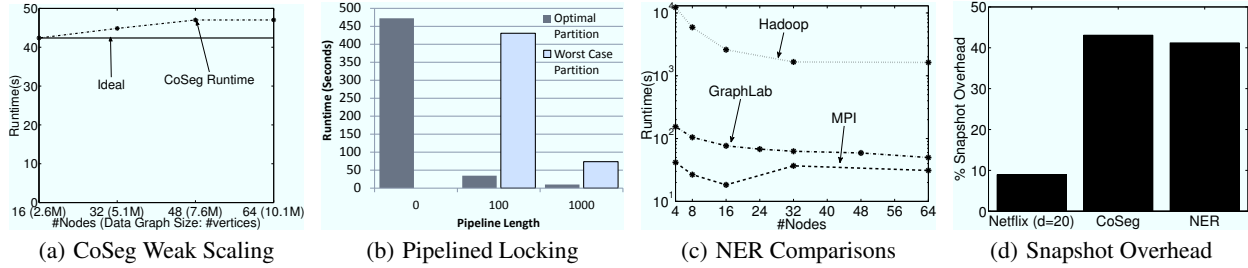 50
40
30
20
10
0
Runtime(s)
Ideal
CoSeg Runtime
16 (2.6M) 32 (5.1M) 48 (7.6M) 64 (10.1M)
#Nodes (Data Graph Size: #vertices)
(a) CoSeg Weak Scaling
500
450
400
350
300
250
200
150
100
50
0
Runtime (Seconds)
Optimal
Partition
Worst Case
Partition
0 100 1000
Pipeline Length
(b) Pipelined Locking
10^4
10^3
10^2
10^1
Runtime(s)
Hadoop
GraphLab
MPI
4 8 16 24 32 40 48 56 64
#Nodes
(c) NER Comparisons
50
40
30
20
10
0
% Snapshot Overhead
Netflix (d=20) CoSeg NER
(d) Snapshot Overhead